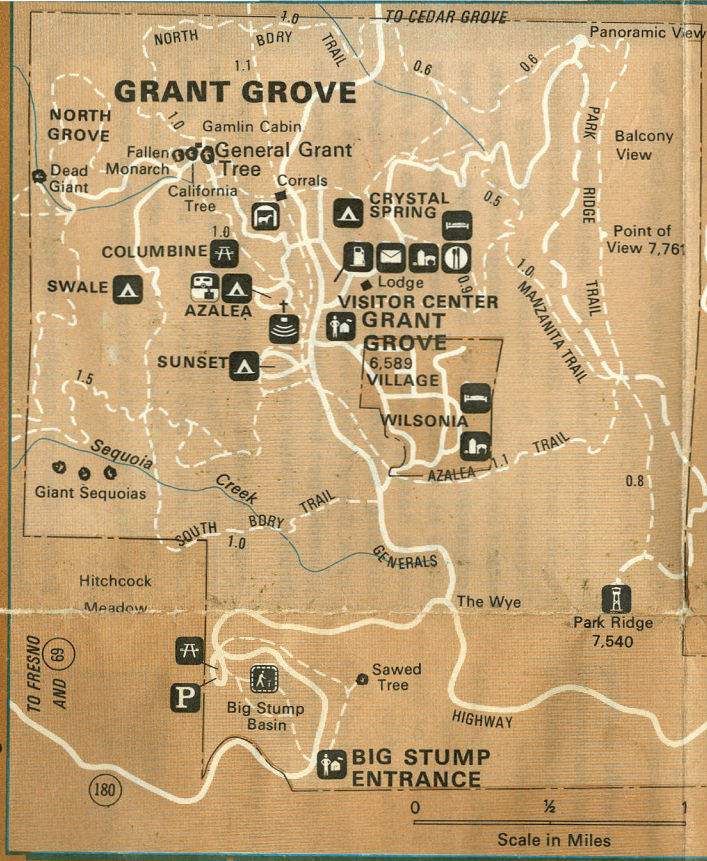 TO CEDAR GROVE
1.0
NORTH BDRY TRAIL
Panoramic View
1.1
0.6
0.6
GRANT GROVE
NORTH
GROVE
1.0
Gamlin Cabin
PARK RIDGE TRAIL
Balcony
View
Fallen
Monarch
General Grant
Tree
Dead
Giant
California
Tree
Corrals
CRYSTAL
SPRING
0.5
1.0
Point of
View 7,761
COLUMBINE
1.0
MANZANITA TRAIL
0.9
SWALE
AZALEA
Lodge
VISITOR CENTER
GRANT
GROVE
6,589
VILLAGE
SUNSET
1.5
WILSONIA
Sequoia
Creek
AZALEA 1.1 TRAIL
Giant Sequoias
0.8
SOUTH BDRY TRAIL
1.0
GENERALS
Hitchcock
Meadow
The Wye
Park Ridge
7,540
TO FRESNO
AND 69
P
Sawed
Tree
Big Stump
Basin
HIGHWAY
BIG STUMP
ENTRANCE
180
0 ½ 1
Scale in Miles